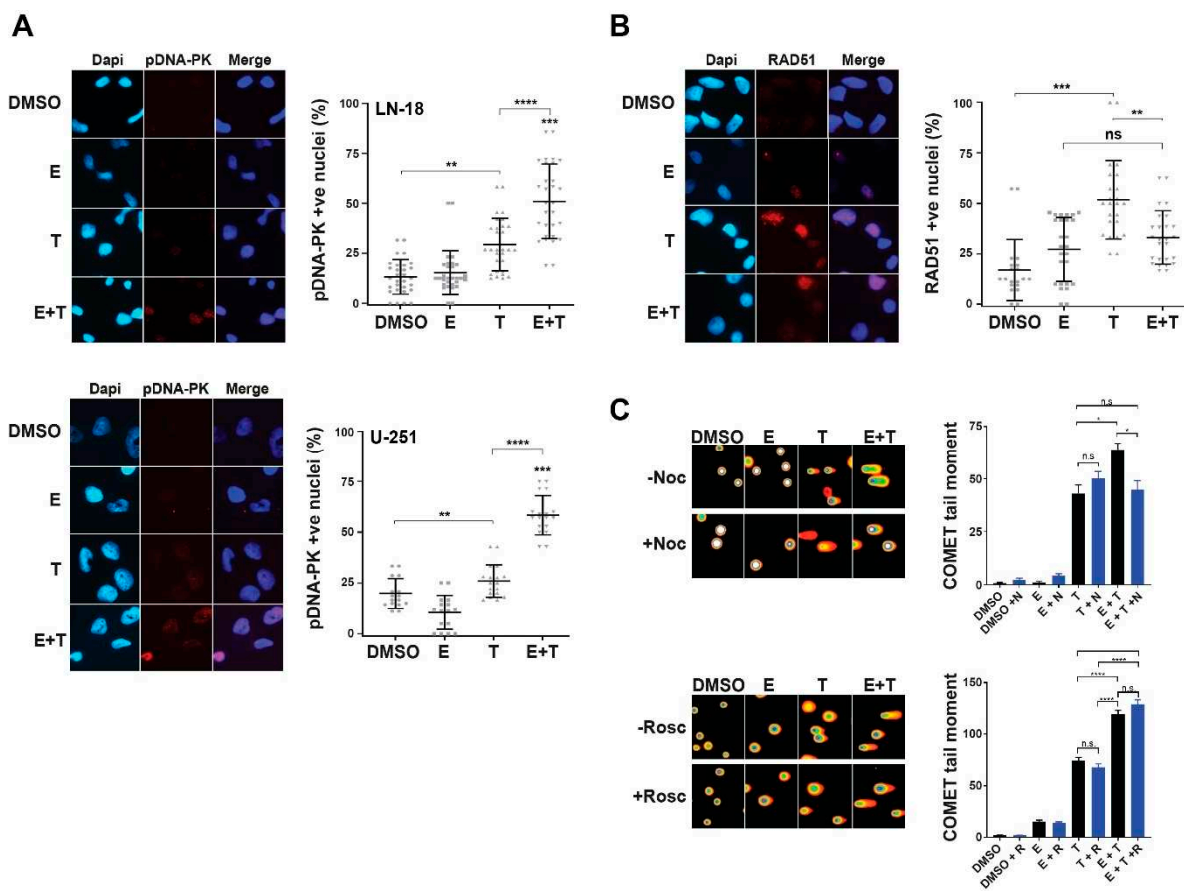 A
Dapi pDNA-PK Merge
DMSO
E
T
E+T
LN-18
pDNA-PK +ve nuclei (%)
100
75
50
25
0
**
****
***
DMSO E T E+T
Dapi pDNA-PK Merge
DMSO
E
T
E+T
U-251
pDNA-PK +ve nuclei (%)
100
75
50
25
0
**
****
***
DMSO E T E+T
B
Dapi RAD51 Merge
DMSO
E
T
E+T
RAD51 +ve nuclei (%)
100
75
50
25
0
***
**
ns
DMSO E T E+T
C
DMSO E T E+T
-Noc
+Noc
COMET tail moment
75
50
25
0
n.s
*
*
n.s
DMSO
DMSO +N
E
E + N
T
T + N
E + T
E + T +N
DMSO E T E+T
-Rosc
+Rosc
COMET tail moment
150
100
50
0
****
****
n.s
****
n.s.
DMSO
DMSO + R
E
E + R
T
T + R
E + T
E + T +R